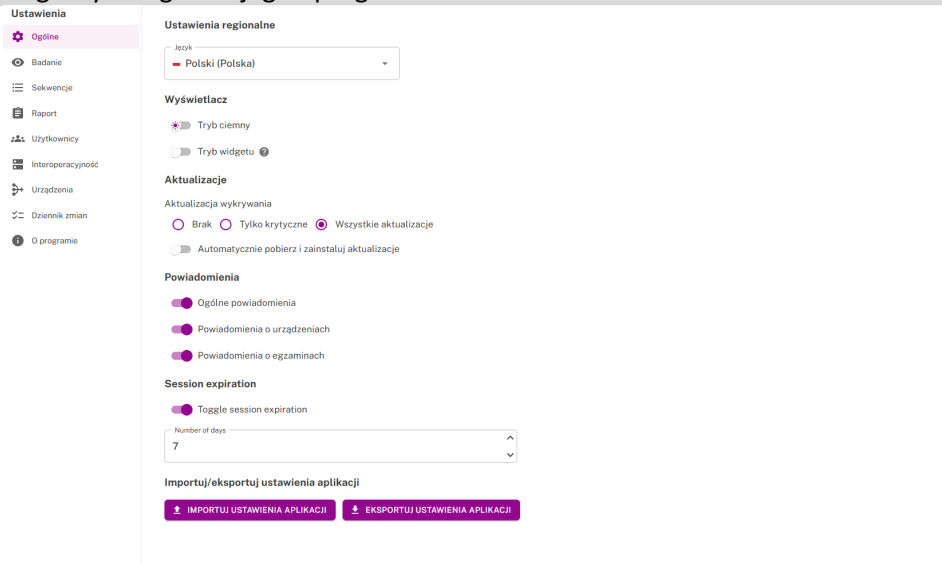 Ustawienia
Ogólne
Badanie
Sekwencje
Raport
Użytkownicy
Interoperacyjność
Urządzenia
Dziennik zmian
O programie
Ustawienia regionalne
Język
Polski (Polska)
Wyświetlacz
Tryb ciemny
Tryb widgetu
Aktualizacje
Aktualizacja wykrywania
Brak Tylko krytyczne Wszystkie aktualizacje
Automatycznie pobierz i zainstaluj aktualizacje
Powiadomienia
Ogólne powiadomienia
Powiadomienia o urządzeniach
Powiadomienia o egzaminach
Session expiration
Toggle session expiration
Number of days
7
Importuj/eksportuj ustawienia aplikacji
IMPORTUJ USTAWIENIA APLIKACJI EKSPORTUJ USTAWIENIA APLIKACJI